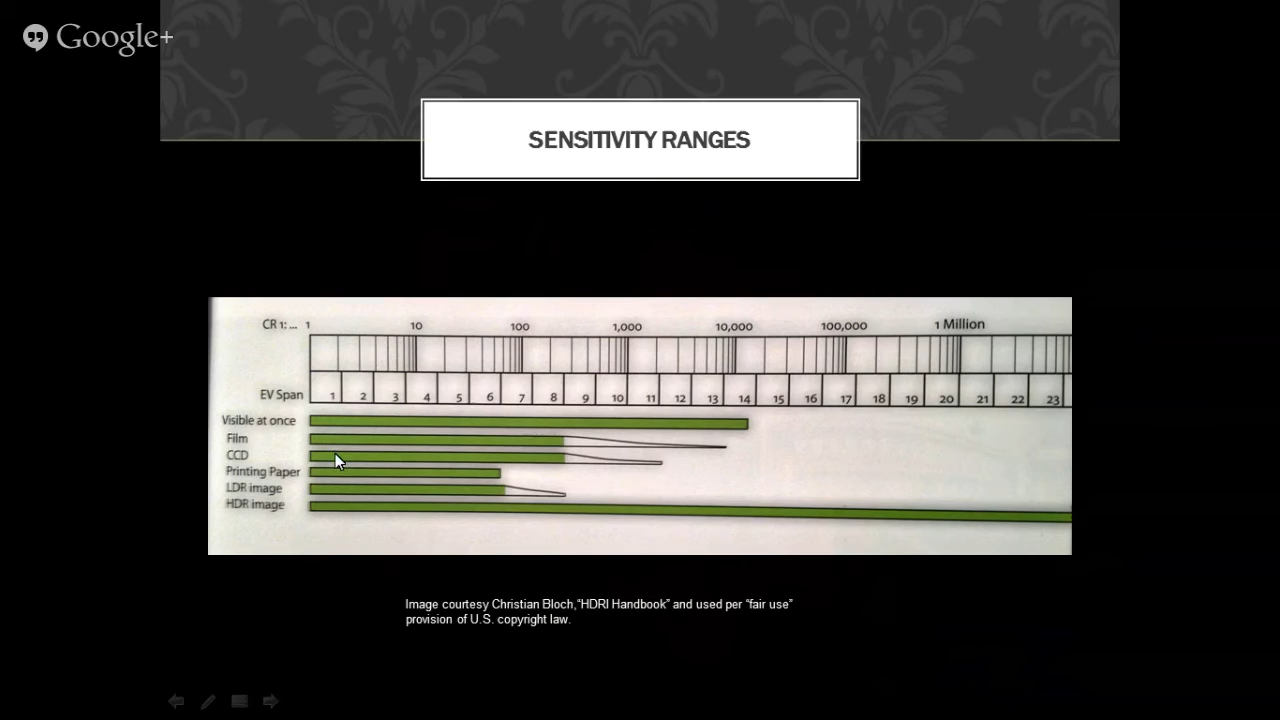 Google+
SENSITIVITY RANGES
CR 1: ... 1 10 100 1,000 10,000 100,000 1 Million
EV Span 1 2 3 4 5 6 7 8 9 10 11 12 13 14 15 16 17 18 19 20 21 22 23
Visible at once
Film
CCD
Printing Paper
LDR image
HDR image
Image courtesy Christian Bloch,“HDRI Handbook” and used per “fair use”
provision of U.S. copyright law.